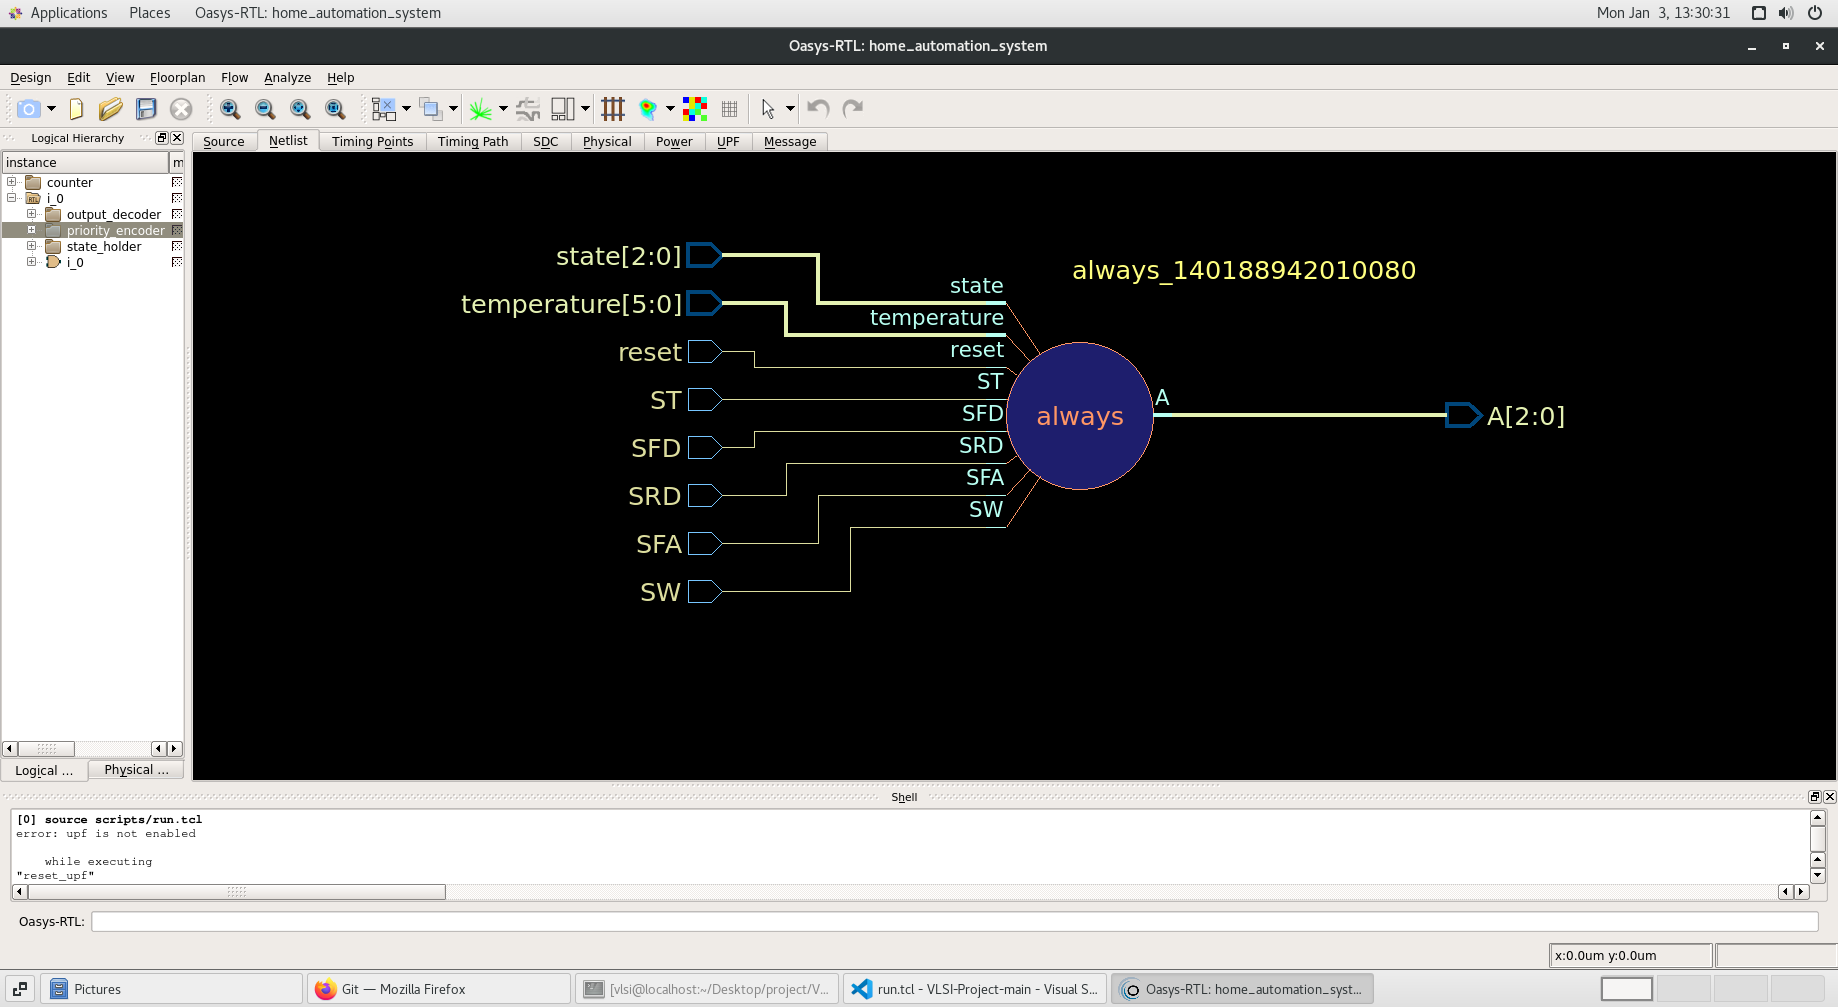 Applications Places Oasys-RTL: home_automation_system Mon Jan 3, 13:30:31
Oasys-RTL: home_automation_system
Design Edit View Floorplan Flow Analyze Help
Logical Hierarchy
Source Netlist Timing Points Timing Path SDC Physical Power UPF Message
instance m
counter
RTL i_0
output_decoder
priority_encoder
state_holder
i_0
state[2:0]
temperature[5:0]
reset
ST
SFD
SRD
SFA
SW
state
temperature
reset
ST
SFD
SRD
SFA
SW
always_140188942010080
always
A
A[2:0]
Logical ... Physical ...
Shell
[0] source scripts/run.tcl
error: upf is not enabled
while executing
"reset_upf"
Oasys-RTL:
x:0.0um y:0.0um
Pictures Git — Mozilla Firefox [vlsi@localhost:~/Desktop/project/V... run.tcl - VLSI-Project-main - Visual S... Oasys-RTL: home_automation_syst...